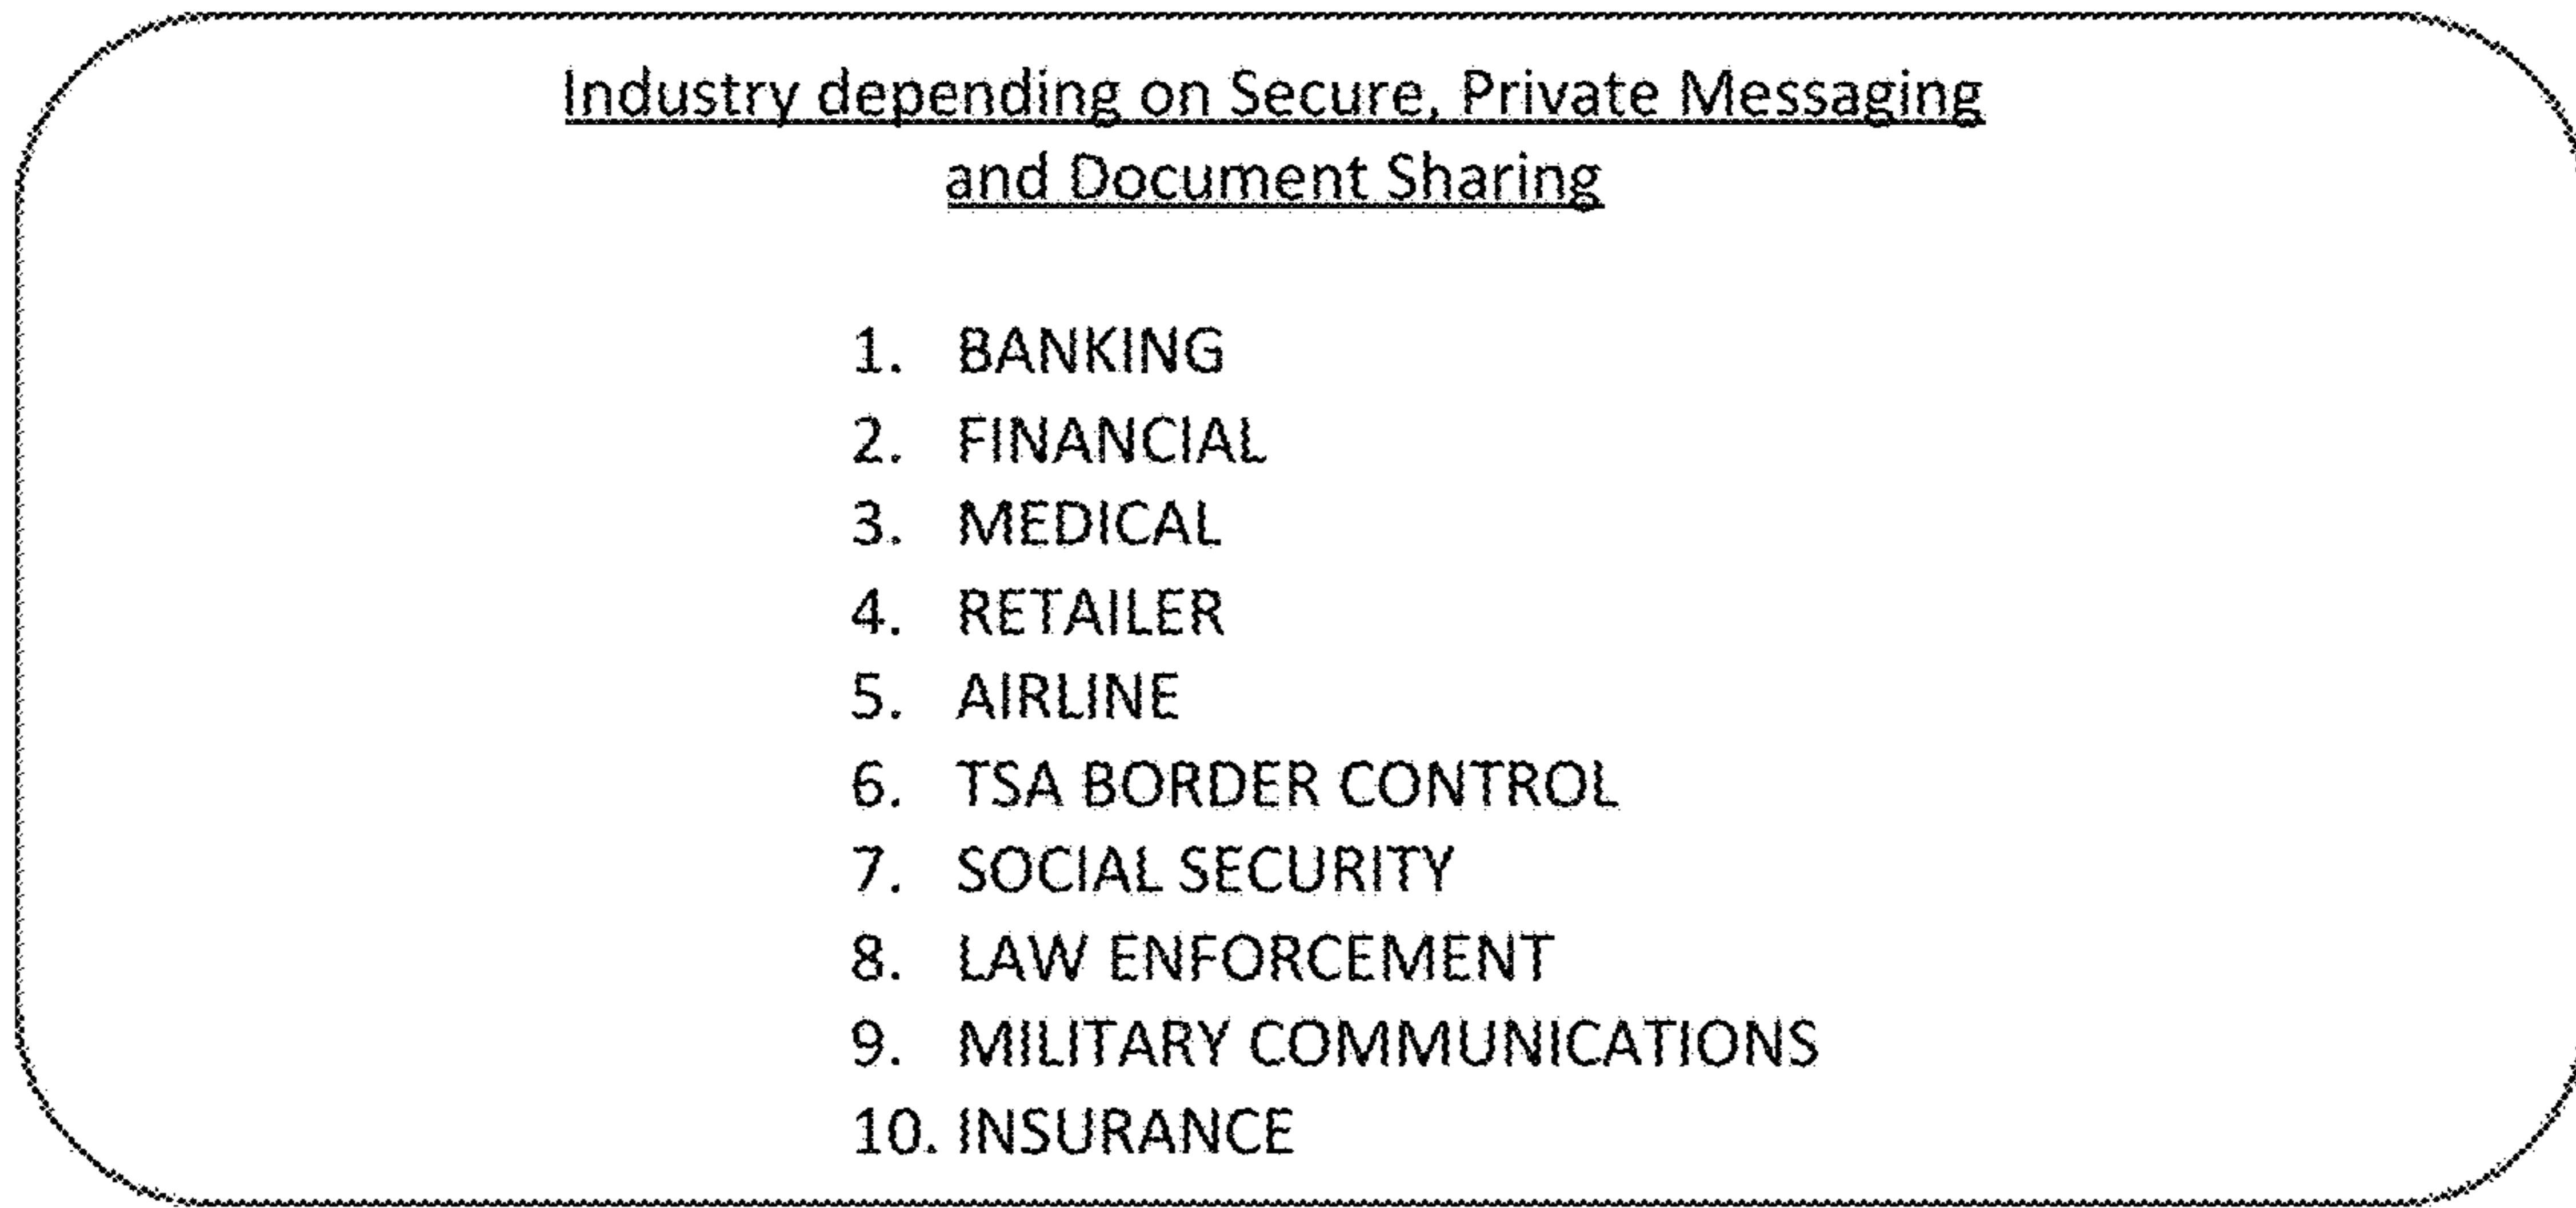 Industry depending on Secure, Private Messaging
and Document Sharing
1. BANKING
2. FINANCIAL
3. MEDICAL
4. RETAILER
5. AIRLINE
6. TSA BORDER CONTROL
7. SOCIAL SECURITY
8. LAW ENFORCEMENT
9. MILITARY COMMUNICATIONS
10. INSURANCE